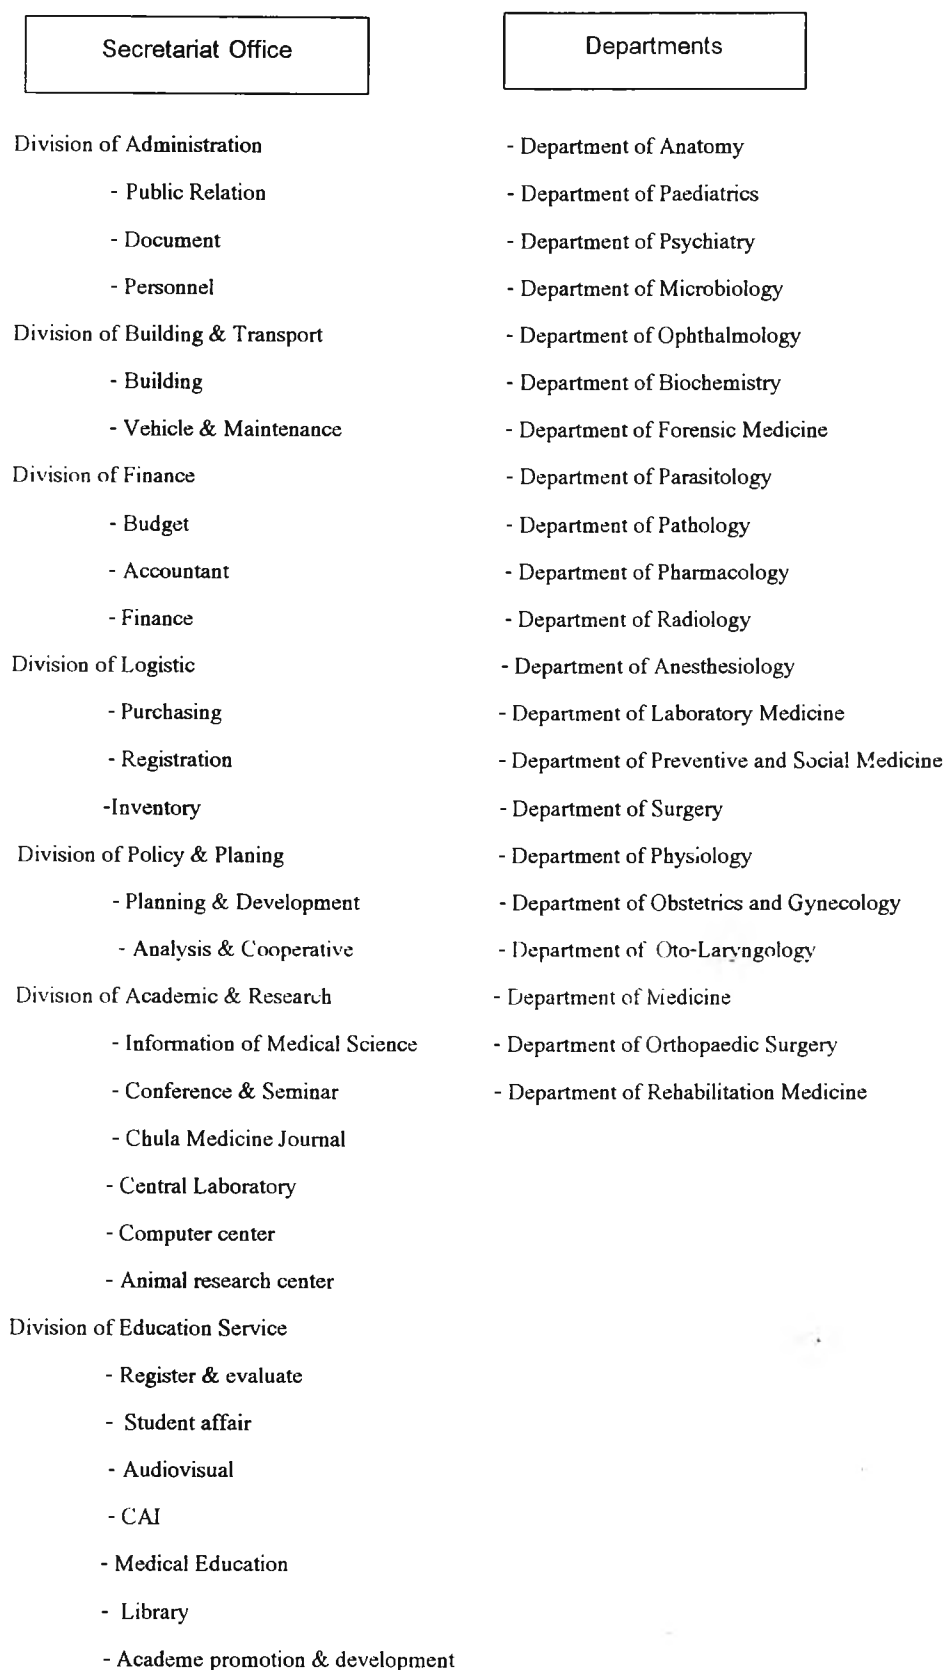 Secretariat Office
Division of Administration
- Public Relation
- Document
- Personnel
Division of Building & Transport
- Building
- Vehicle & Maintenance
Division of Finance
- Budget
- Accountant
- Finance
Division of Logistic
- Purchasing
- Registration
-Inventory
Division of Policy & Planing
- Planning & Development
- Analysis & Cooperative
Division of Academic & Research
- Information of Medical Science
- Conference & Seminar
- Chula Medicine Journal
- Central Laboratory
- Computer center
- Animal research center
Division of Education Service
- Register & evaluate
- Student affair
- Audiovisual
- CAI
- Medical Education
- Library
- Academe promotion & development
Departments
- Department of Anatomy
- Department of Paediatrics
- Department of Psychiatry
- Department of Microbiology
- Department of Ophthalmology
- Department of Biochemistry
- Department of Forensic Medicine
- Department of Parasitology
- Department of Pathology
- Department of Pharmacology
- Department of Radiology
- Department of Anesthesiology
- Department of Laboratory Medicine
- Department of Preventive and Social Medicine
- Department of Surgery
- Department of Physiology
- Department of Obstetrics and Gynecology
- Department of Oto-Laryngology
- Department of Medicine
- Department of Orthopaedic Surgery
- Department of Rehabilitation Medicine